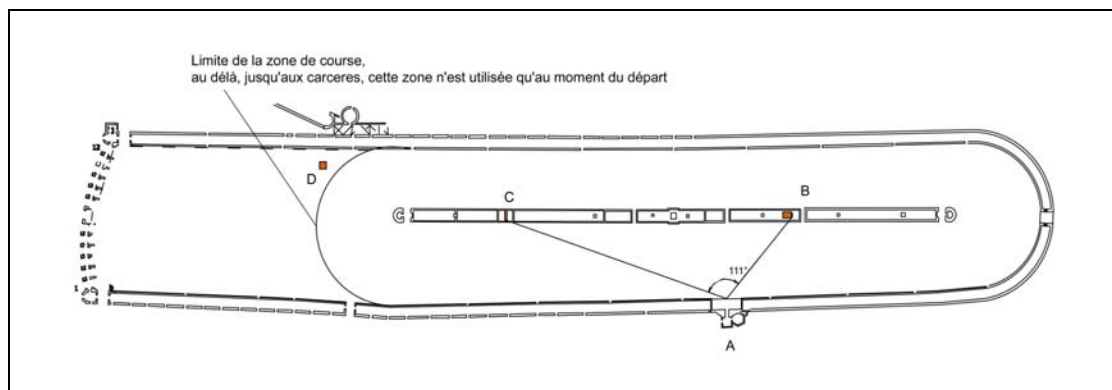 Limite de la zone de course,
au délà, jusqu'aux carceres, cette zone n'est utilisée qu'au moment du départ
D
C
B
111°
A